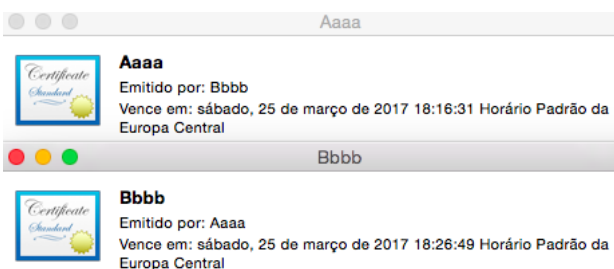 Aaaa
Certificate
Standard
Aaaa
Emitido por: Bbbb
Vence em: sábado, 25 de março de 2017 18:16:31 Horário Padrão da
Europa Central
Bbbb
Certificate
Standard
Bbbb
Emitido por: Aaaa
Vence em: sábado, 25 de março de 2017 18:26:49 Horário Padrão da
Europa Central